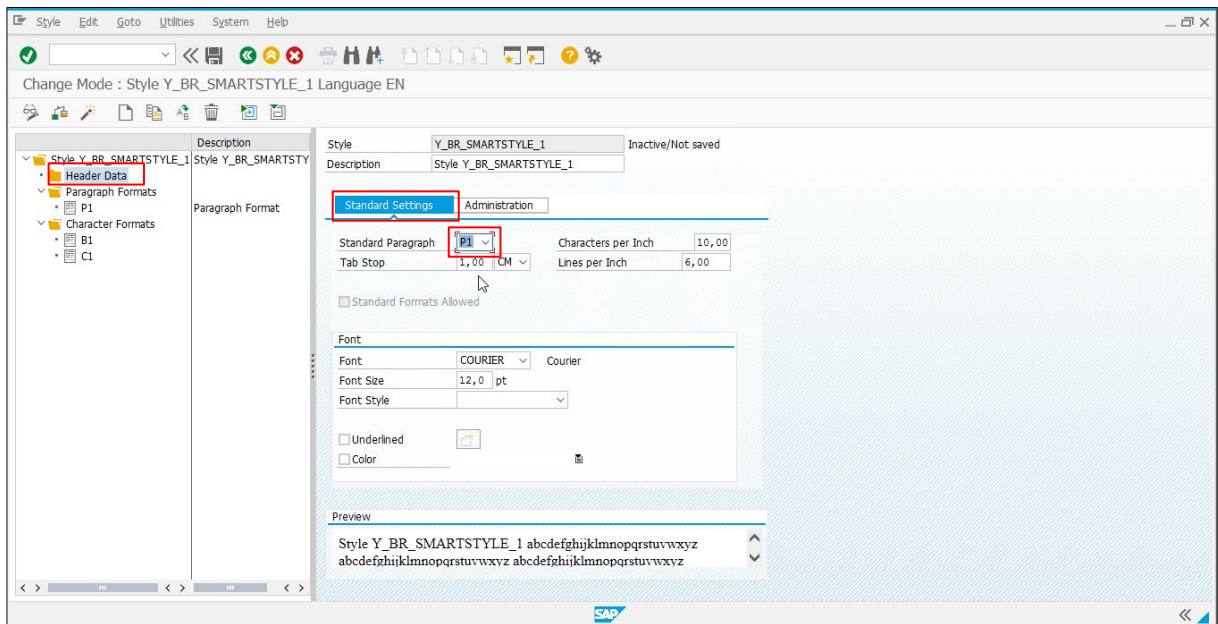 Style Edit Goto Utilities System Help
Change Mode : Style Y_BR_SMARTSTYLE_1 Language EN
Description
Style Y_BR_SMARTSTYLE_1 Style Y_BR_SMARTSTY
Header Data
Paragraph Formats
P1 Paragraph Format
Character Formats
B1
C1
Style Y_BR_SMARTSTYLE_1 Inactive/Not saved
Description Style Y_BR_SMARTSTYLE_1
Standard Settings Administration
Standard Paragraph P1 Characters per Inch 10,00
Tab Stop 1,00 CM Lines per Inch 6,00
Standard Formats Allowed
Font
Font COURIER Courier
Font Size 12,0 pt
Font Style
Underlined
Color
Preview
Style Y_BR_SMARTSTYLE_1 abcdefghijklmnopqrstuvwxyz
abcdefghijklmnopqrstuvwxyz abcdefghijklmnopqrstuvwxyz
SAP